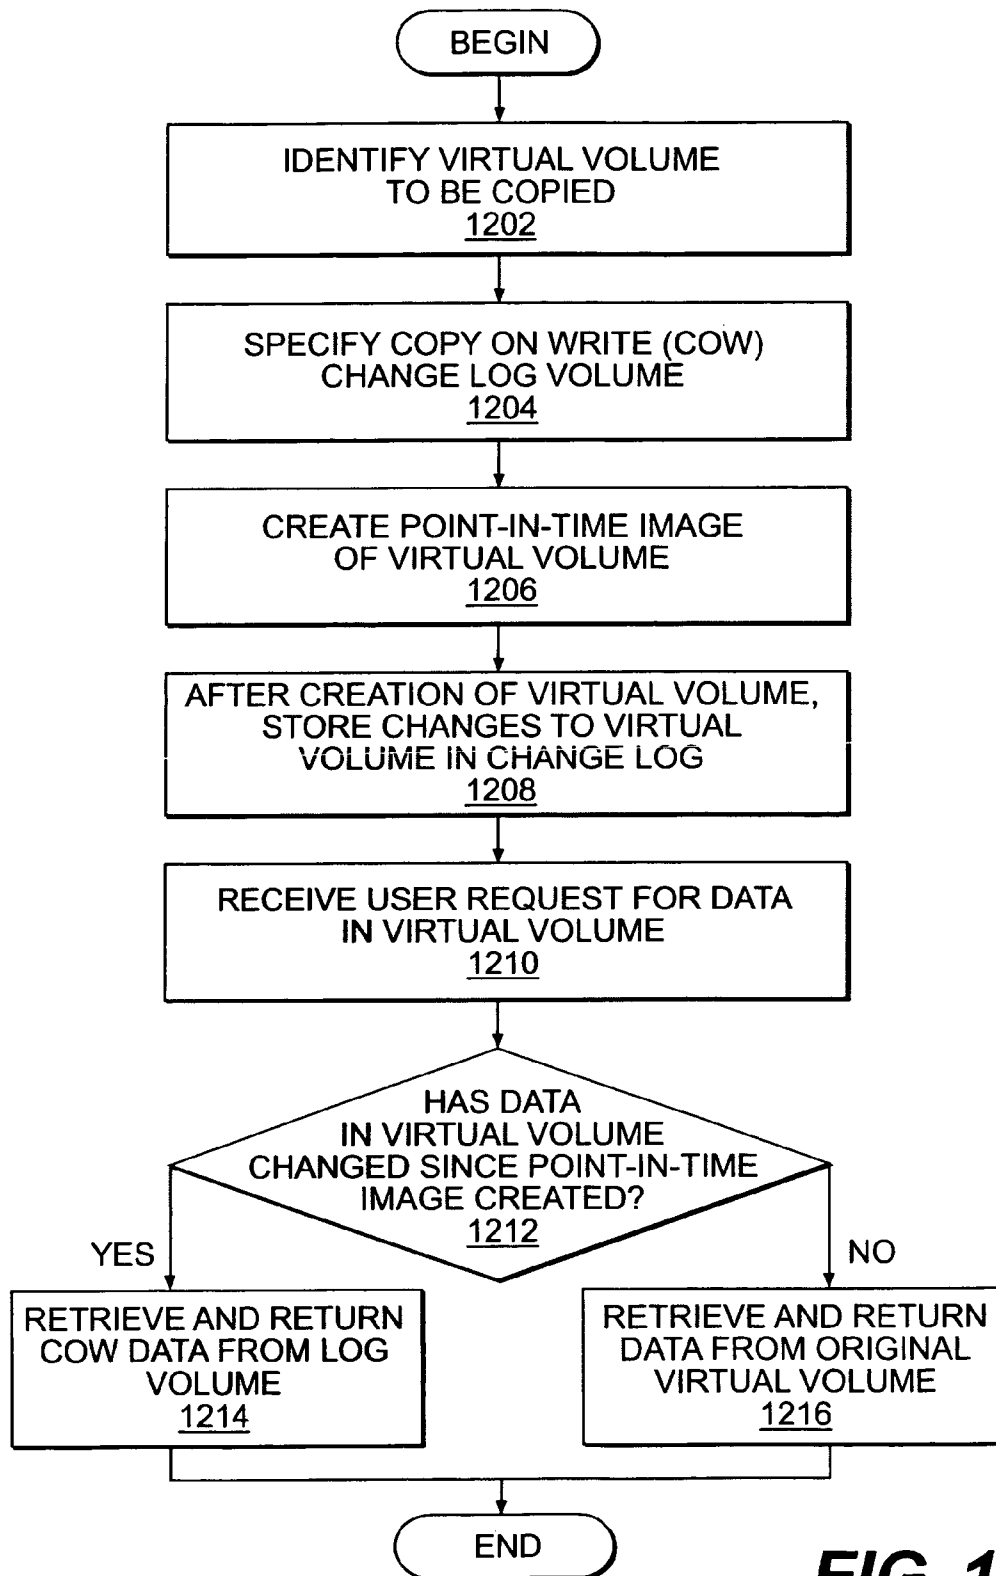 BEGIN
IDENTIFY VIRTUAL VOLUME
TO BE COPIED
1202
SPECIFY COPY ON WRITE (COW)
CHANGE LOG VOLUME
1204
CREATE POINT-IN-TIME IMAGE
OF VIRTUAL VOLUME
1206
AFTER CREATION OF VIRTUAL VOLUME,
STORE CHANGES TO VIRTUAL
VOLUME IN CHANGE LOG
1208
RECEIVE USER REQUEST FOR DATA
IN VIRTUAL VOLUME
1210
HAS DATA
IN VIRTUAL VOLUME
CHANGED SINCE POINT-IN-TIME
IMAGE CREATED?
1212
YES
NO
RETRIEVE AND RETURN
COW DATA FROM LOG
VOLUME
1214
RETRIEVE AND RETURN
DATA FROM ORIGINAL
VIRTUAL VOLUME
1216
END
FIG. 1